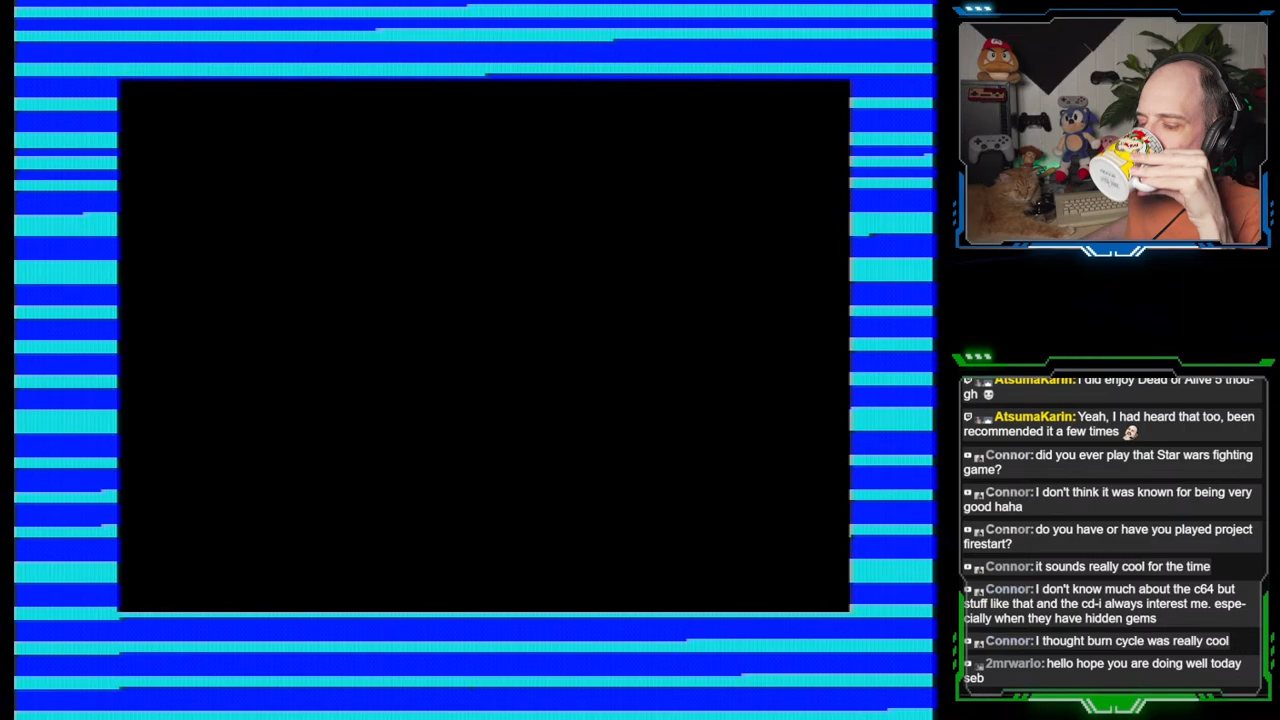 AtsumaKarin: I did enjoy Dead or Alive 5 thou-
gh
AtsumaKarin: Yeah, I had heard that too, been
recommended it a few times
Connor: did you ever play that Star wars fighting
game?
Connor: I don't think it was known for being very
good haha
Connor: do you have or have you played project
firestart?
Connor: it sounds really cool for the time
Connor: I don't know much about the c64 but
stuff like that and the cd-i always interest me. espe-
cially when they have hidden gems
Connor: I thought burn cycle was really cool
2mrwario: hello hope you are doing well today
seb